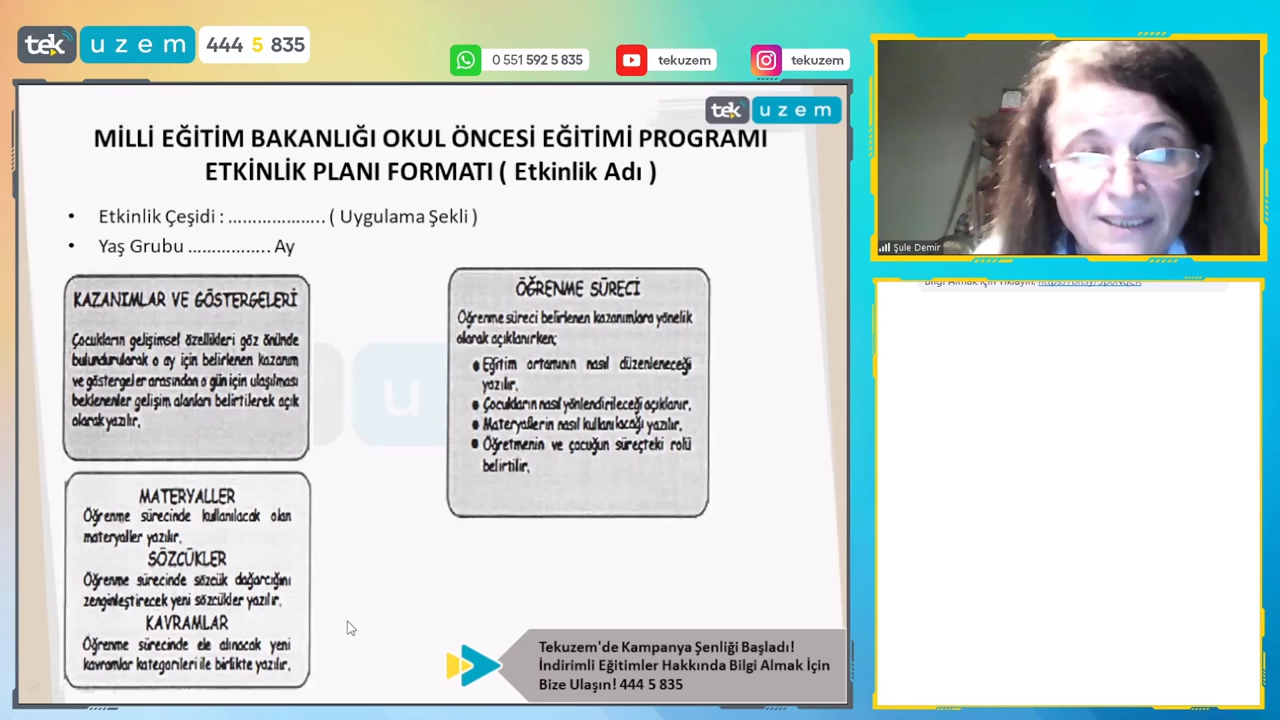 tek uzem 444 5 835
0 551 592 5 835
tekuzem
tekuzem
tek uzem
MİLLİ EĞİTİM BAKANLIĞI OKUL ÖNCESİ EĞİTİMİ PROGRAMI
ETKİNLİK PLANI FORMATI ( Etkinlik Adı )
• Etkinlik Çeşidi : .................... ( Uygulama Şekli )
• Yaş Grubu ................. Ay
KAZANIMLAR VE GÖSTERGELERİ
Çocukların gelişimsel özellikleri göz önünde
bulundurularak o ay için belirlenen kazanım
ve göstergeler arasından o gün için ulaşılması
beklenenler gelişim alanları belirtilerek açık
olarak yazılır.
MATERYALLER
Öğrenme sürecinde kullanılacak olan
materyaller yazılır.
SÖZCÜKLER
Öğrenme sürecinde sözcük dağarcığını
zenginleştirecek yeni sözcükler yazılır.
KAVRAMLAR
Öğrenme sürecinde ele alınacak yeni
kavramlar kategorileri ile birlikte yazılır.
ÖĞRENME SÜRECİ
Öğrenme süreci belirlenen kazanımlara yönelik
olarak açıklanırken;
● Eğitim ortamının nasıl düzenleneceği
yazılır.
● Çocukların nasıl yönlendirileceği açıklanır.
● Materyallerin nasıl kullanılacağı yazılır.
● Öğretmenin ve çocuğun süreçteki rolü
belirtilir.
u
Tekuzem'de Kampanya Şenliği Başladı!
İndirimli Eğitimler Hakkında Bilgi Almak İçin
Bize Ulaşın! 444 5 835
Şule Demir
Bilgi Almak İçin Tıklayın: